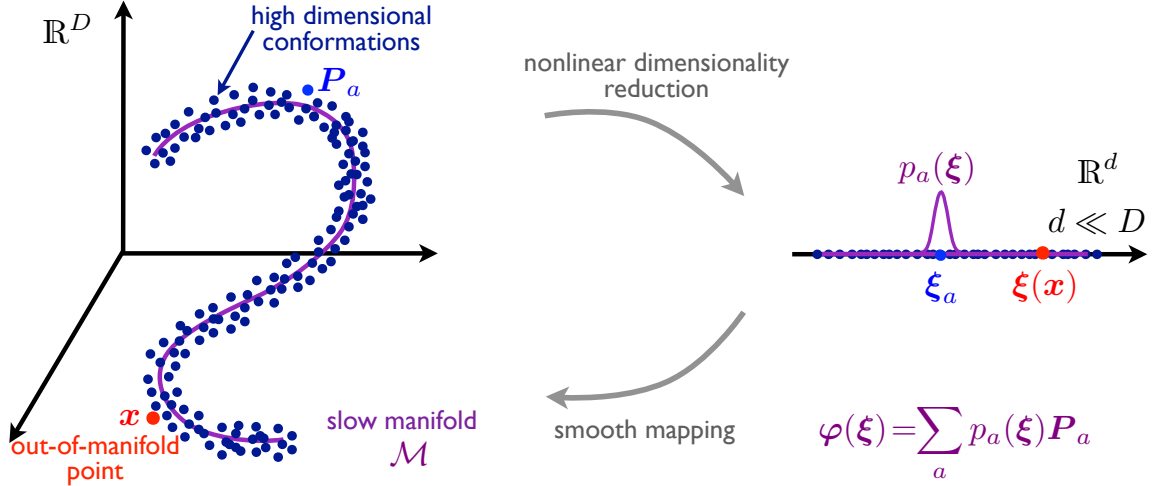 ℝ^D
high dimensional
conformations
P_a
nonlinear dimensionality
reduction
p_a(ξ)
ℝ^d
d ≪ D
ξ_a
ξ(x)
x
out-of-manifold
point
slow manifold
ℳ
smooth mapping
φ(ξ)=∑_a p_a(ξ)P_a